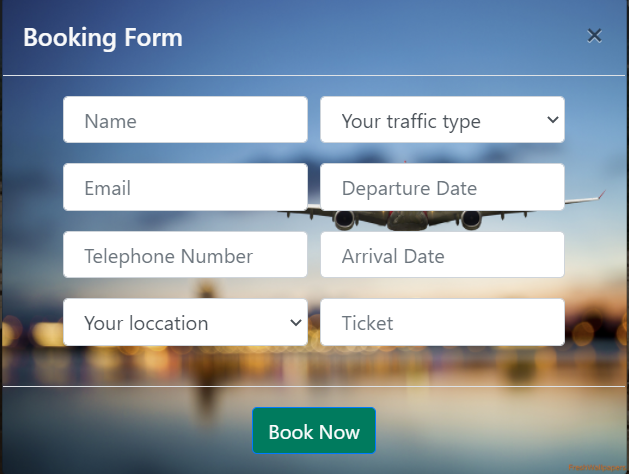 Booking Form
×
Name
Your traffic type
Email
Departure Date
Telephone Number
Arrival Date
Your loccation
Ticket
Book Now